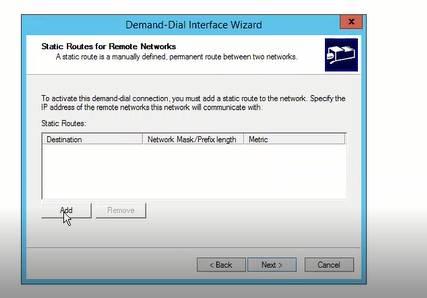 Demand-Dial Interface Wizard
x
Static Routes for Remote Networks
A static route is a manually defined, permanent route between two networks.
To activate this demand-dial connection, you must add a static route to the network. Specify the
IP address of the remote networks this network will communicate with.
Static Routes:
Destination Network Mask/Prefix length Metric
Add Remove
< Back Next > Cancel